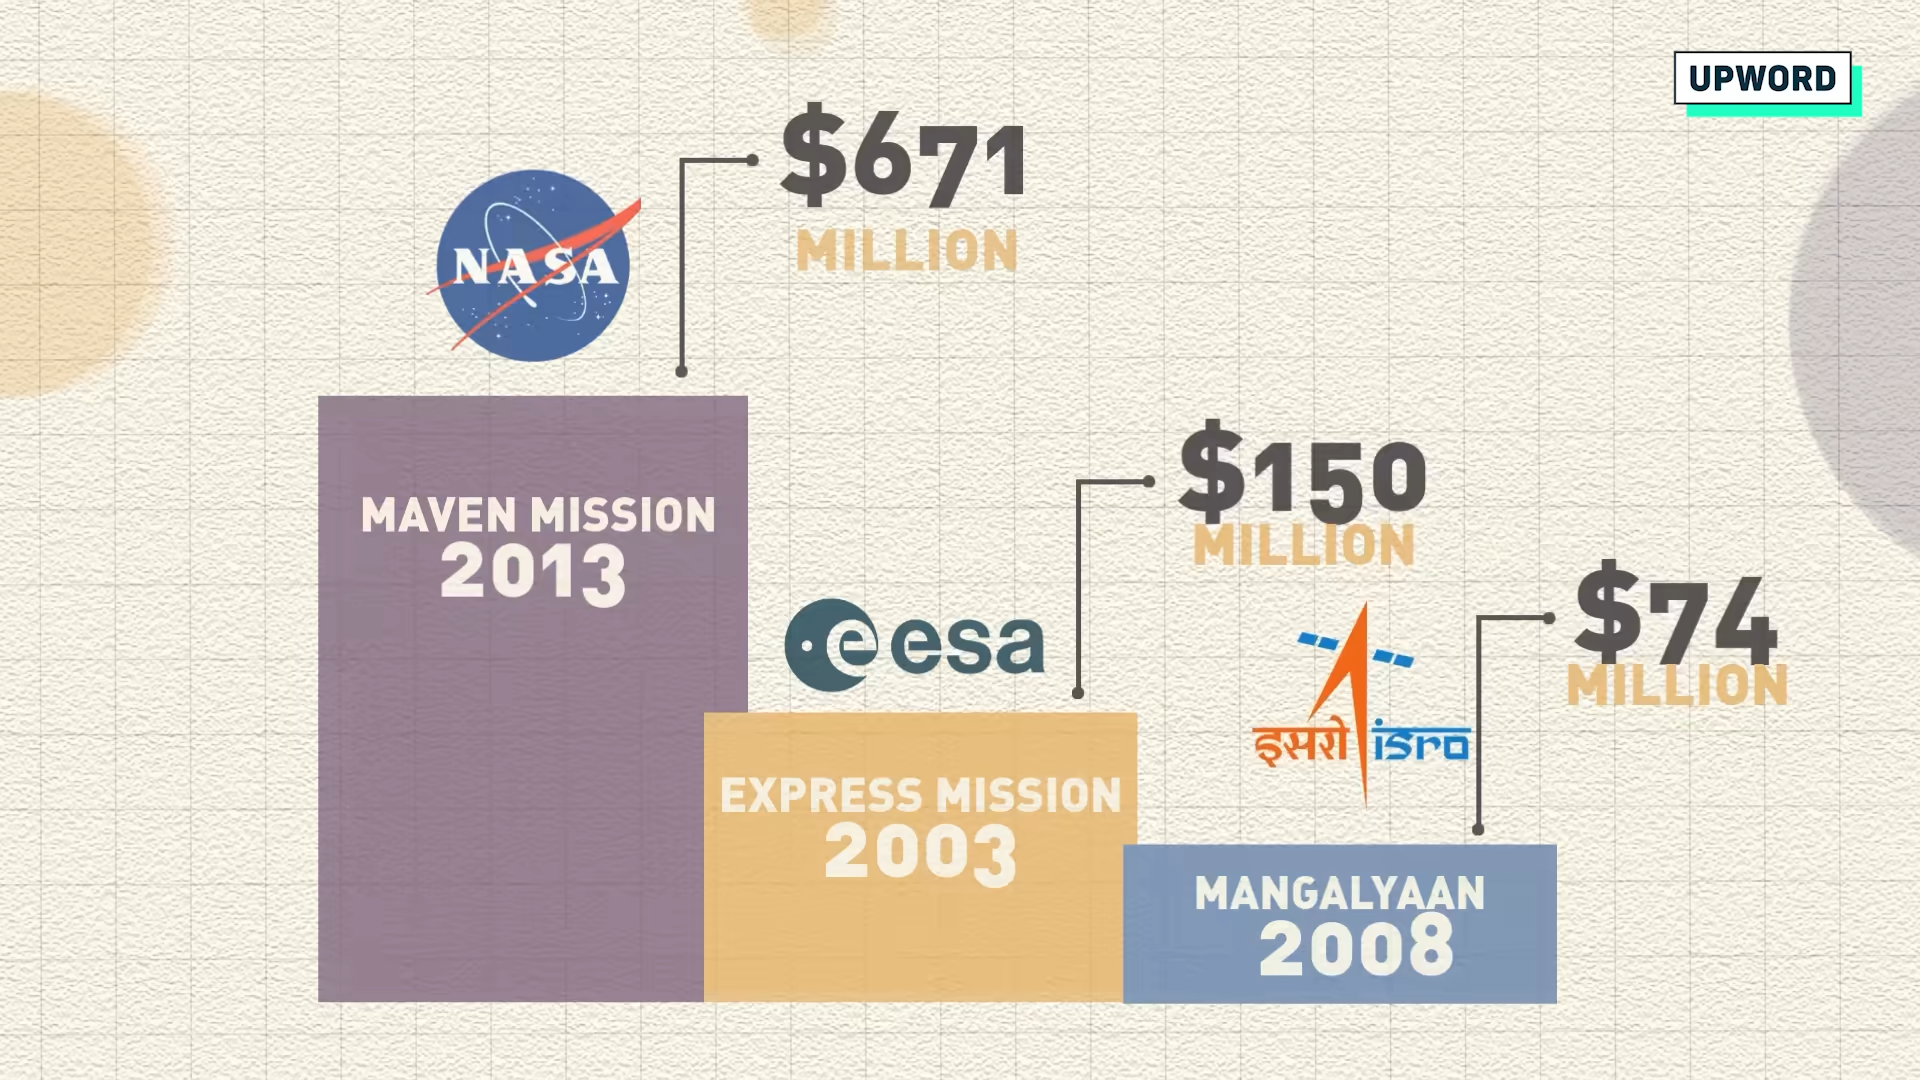 UPWORD
NASA
$671
MILLION
MAVEN MISSION
2013
esa
$150
MILLION
EXPRESS MISSION
2003
इसरो isro
$74
MILLION
MANGALYAAN
2008